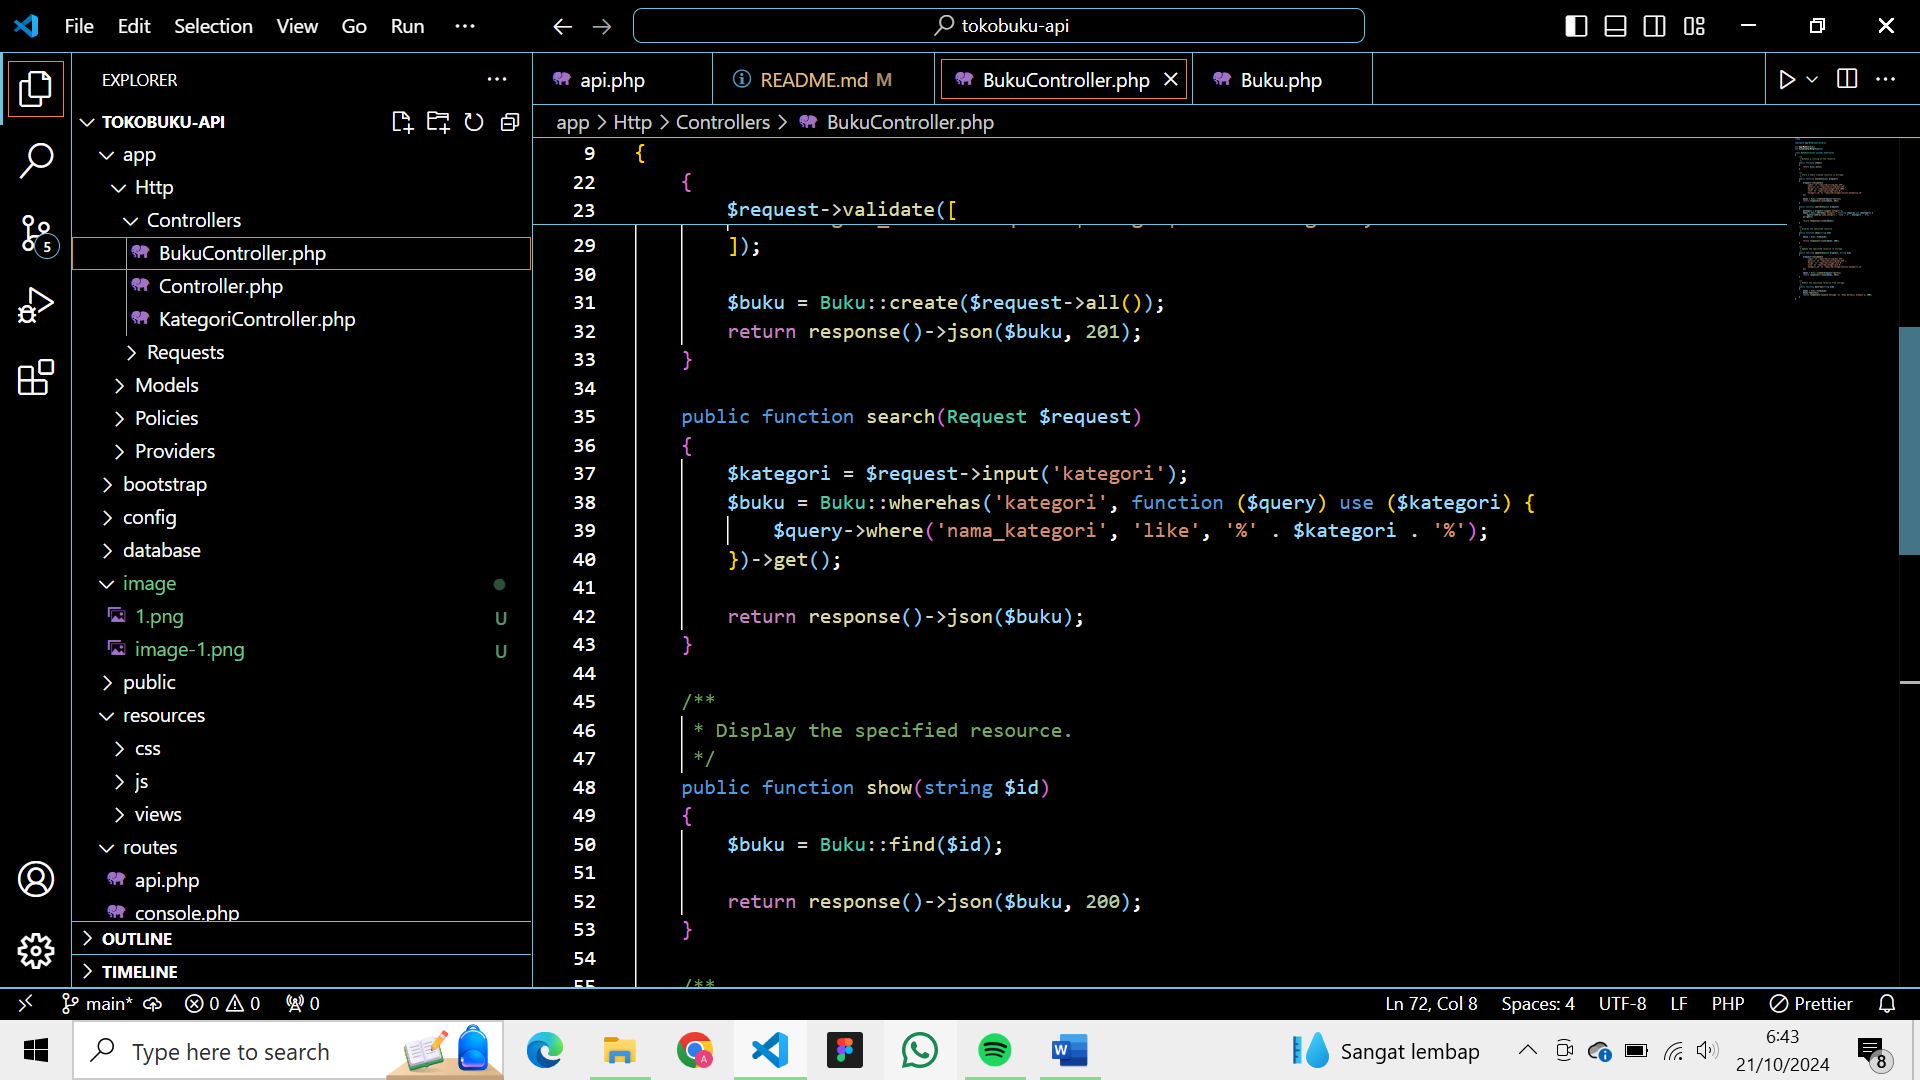 File Edit Selection View Go Run ...
tokobuku-api
EXPLORER
TOKOBUKU-API
app
Http
Controllers
BukuController.php
Controller.php
KategoriController.php
Requests
Models
Policies
Providers
bootstrap
config
database
image
1.png U
image-1.png U
public
resources
css
js
views
routes
api.php
console.php
OUTLINE
TIMELINE
api.php README.md M BukuController.php Buku.php
app > Http > Controllers > BukuController.php
9 {
22 {
23 $request->validate([
29 ]);
30
31 $buku = Buku::create($request->all());
32 return response()->json($buku, 201);
33 }
34
35 public function search(Request $request)
36 {
37 $kategori = $request->input('kategori');
38 $buku = Buku::wherehas('kategori', function ($query) use ($kategori) {
39 $query->where('nama_kategori', 'like', '%' . $kategori . '%');
40 })->get();
41
42 return response()->json($buku);
43 }
44
45 /**
46 * Display the specified resource.
47 */
48 public function show(string $id)
49 {
50 $buku = Buku::find($id);
51
52 return response()->json($buku, 200);
53 }
54
55 /**
5
main* 0 0 0 Ln 72, Col 8 Spaces: 4 UTF-8 LF PHP Prettier
Type here to search
Sangat lembap
6:43
21/10/2024
8